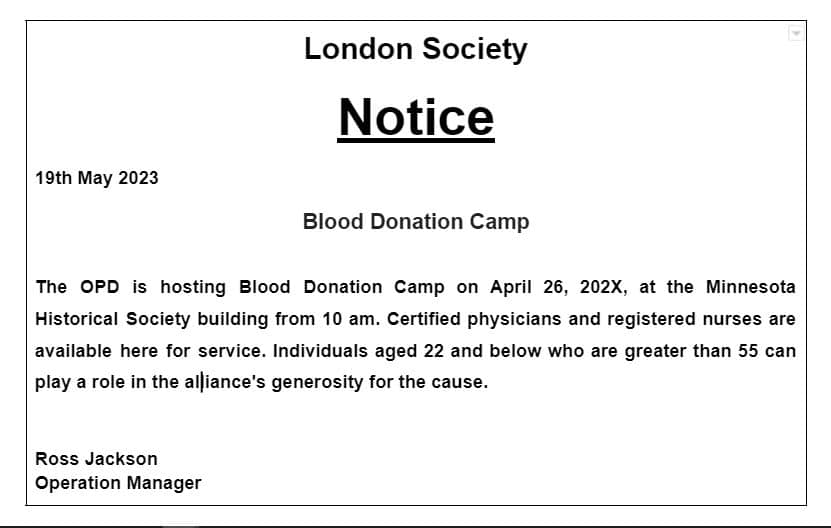 London Society
Notice
19th May 2023
Blood Donation Camp
The OPD is hosting Blood Donation Camp on April 26, 202X, at the Minnesota
Historical Society building from 10 am. Certified physicians and registered nurses are
available here for service. Individuals aged 22 and below who are greater than 55 can
play a role in the alliance's generosity for the cause.
Ross Jackson
Operation Manager